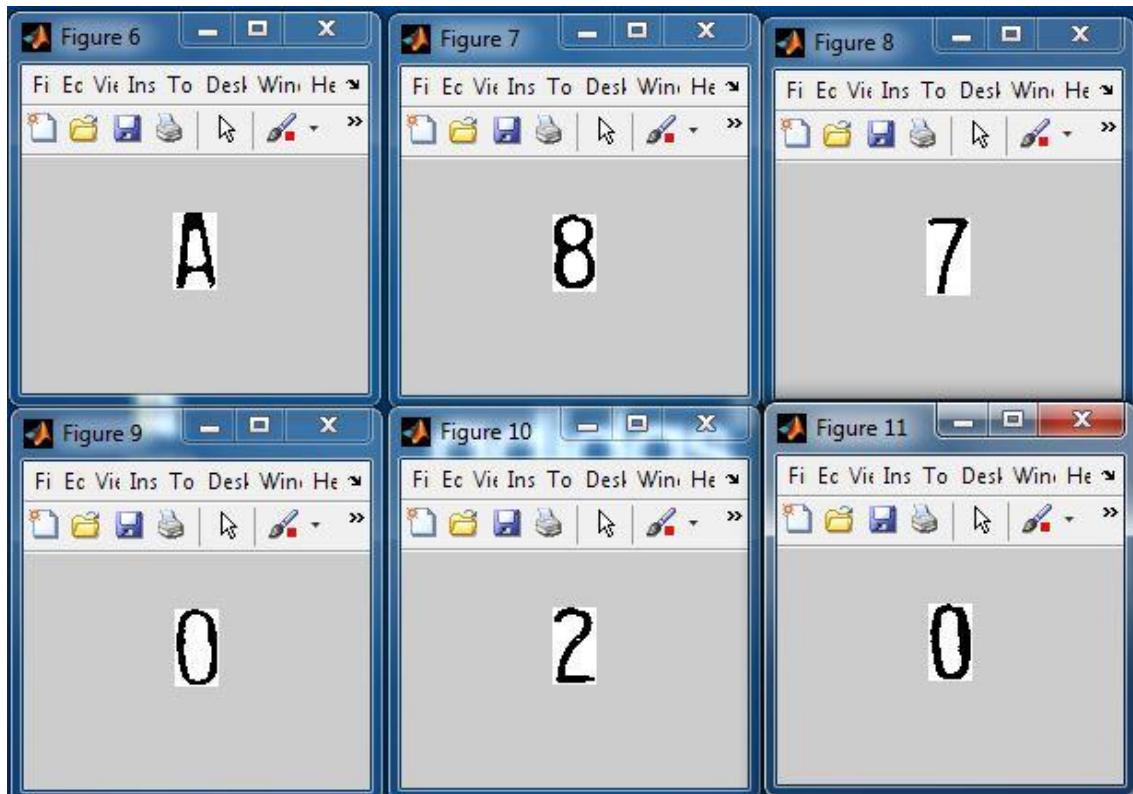 Figure 6
Fi Ec Vie Ins To Desl Win He
A
Figure 7
Fi Ec Vie Ins To Desl Win He
8
Figure 8
Fi Ec Vie Ins To Desl Win He
7
Figure 9
Fi Ec Vie Ins To Desl Win He
0
Figure 10
Fi Ec Vie Ins To Desl Win He
2
Figure 11
Fi Ec Vie Ins To Desl Win He
0